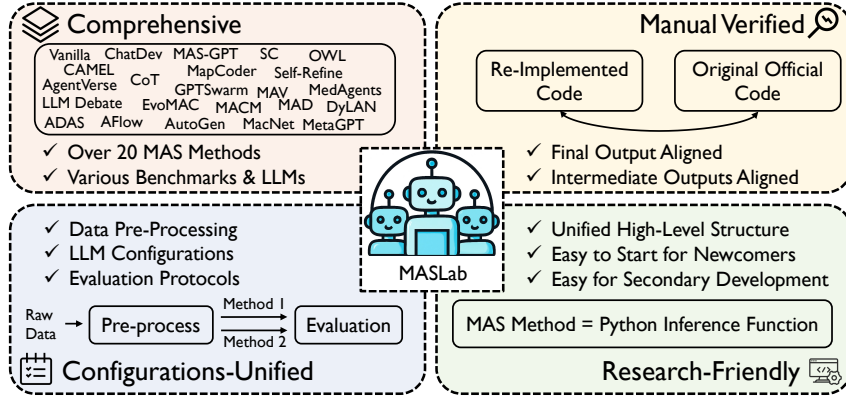 Comprehensive
Vanilla ChatDev MAS-GPT SC OWL
CAMEL CoT MapCoder Self-Refine
AgentVerse GPTSwarm MAV MedAgents
LLM Debate EvoMAC MACM MAD DyLAN
ADAS AFlow AutoGen MacNet MetaGPT
✓ Over 20 MAS Methods
✓ Various Benchmarks & LLMs
Manual Verified
Re-Implemented
Code
Original Official
Code
✓ Final Output Aligned
✓ Intermediate Outputs Aligned
MASLab
✓ Data Pre-Processing
✓ LLM Configurations
✓ Evaluation Protocols
Raw
Data
Pre-process
Method 1
Method 2
Evaluation
Configurations-Unified
✓ Unified High-Level Structure
✓ Easy to Start for Newcomers
✓ Easy for Secondary Development
MAS Method = Python Inference Function
Research-Friendly